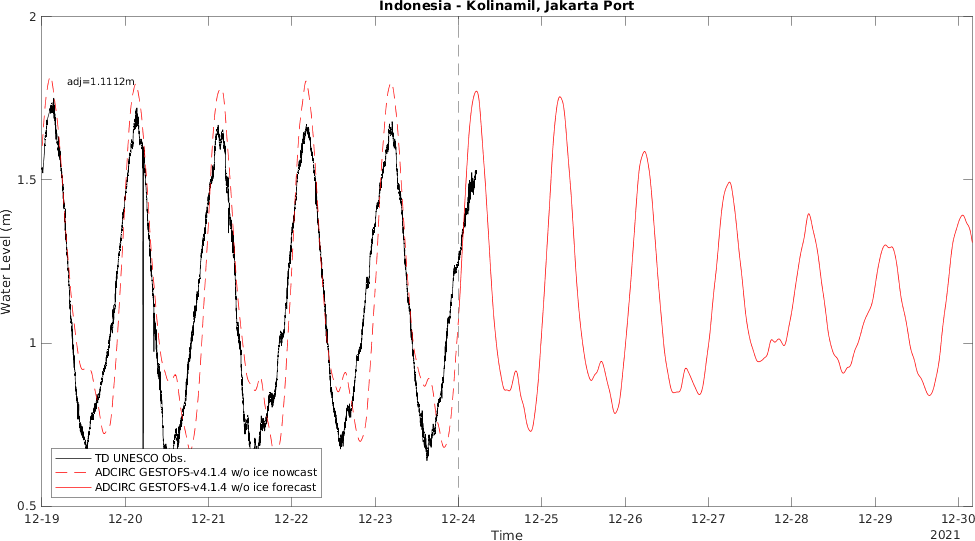 Indonesia - Kolinamil, Jakarta Port
2
1.5
1
0.5
Water Level (m)
adj=1.1112m
TD UNESCO Obs.
ADCIRC GESTOFS-v4.1.4 w/o ice nowcast
ADCIRC GESTOFS-v4.1.4 w/o ice forecast
12-19 12-20 12-21 12-22 12-23 12-24 12-25 12-26 12-27 12-28 12-29 12-30
Time
2021